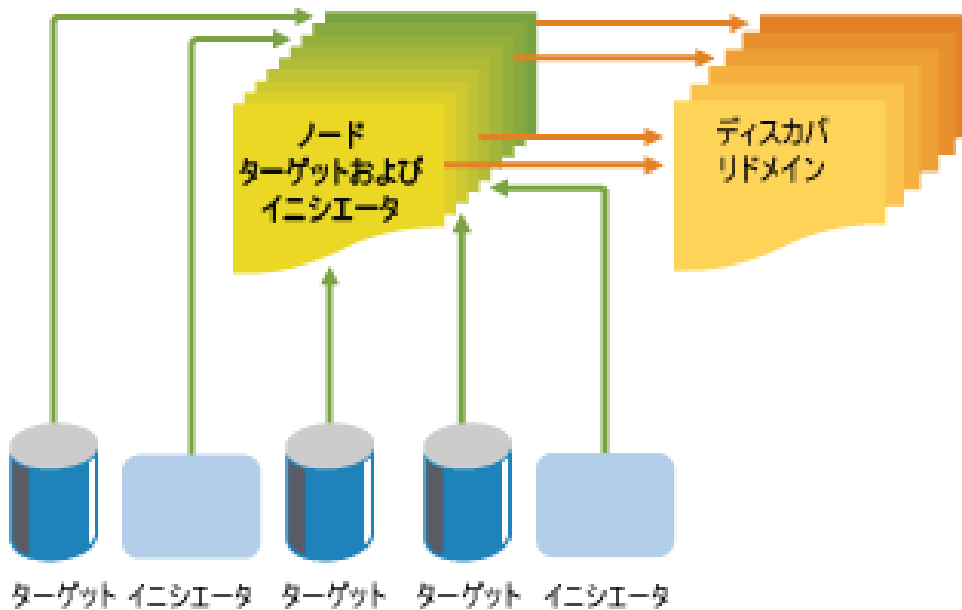 ノード
ターゲットおよび
イニシエータ
ディスカバ
リドメイン
ターゲット イニシエータ ターゲット ターゲット イニシエータ